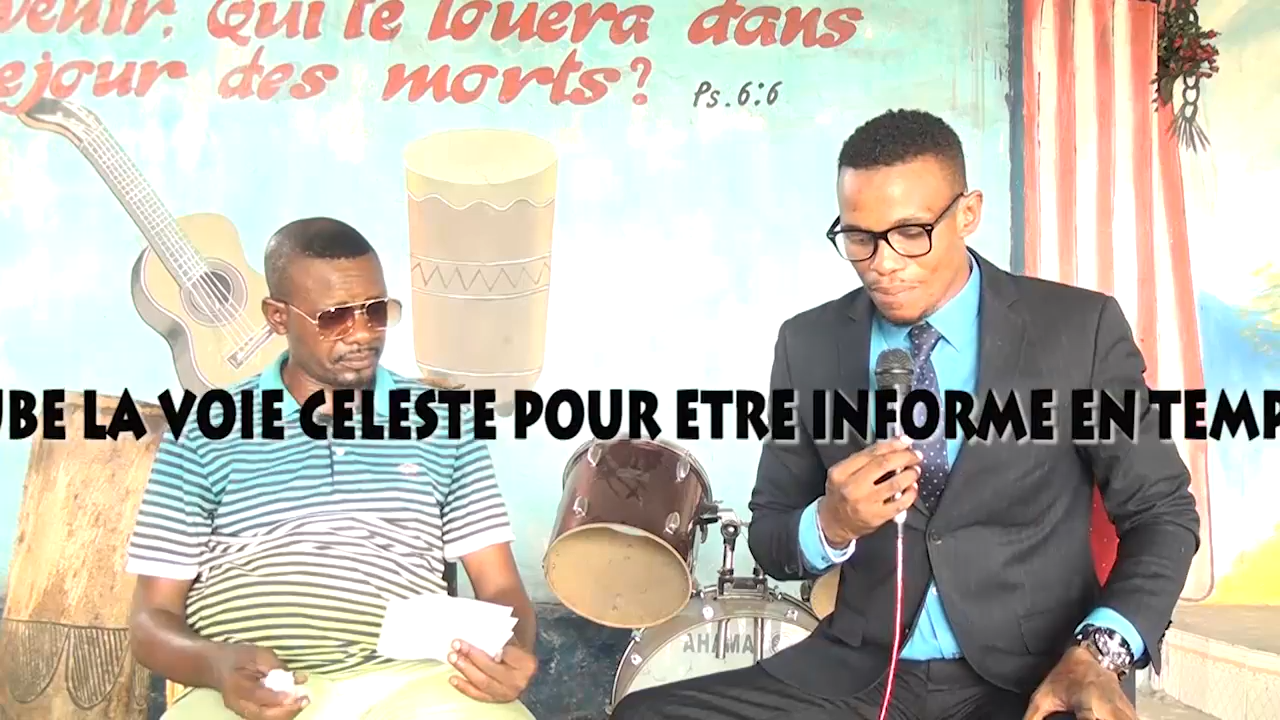 venir. Qui te louera dans
ejour des morts?
Ps. 6:6
UBE LA VOIE CELESTE POUR ETRE INFORME EN TEMP
AHAMA